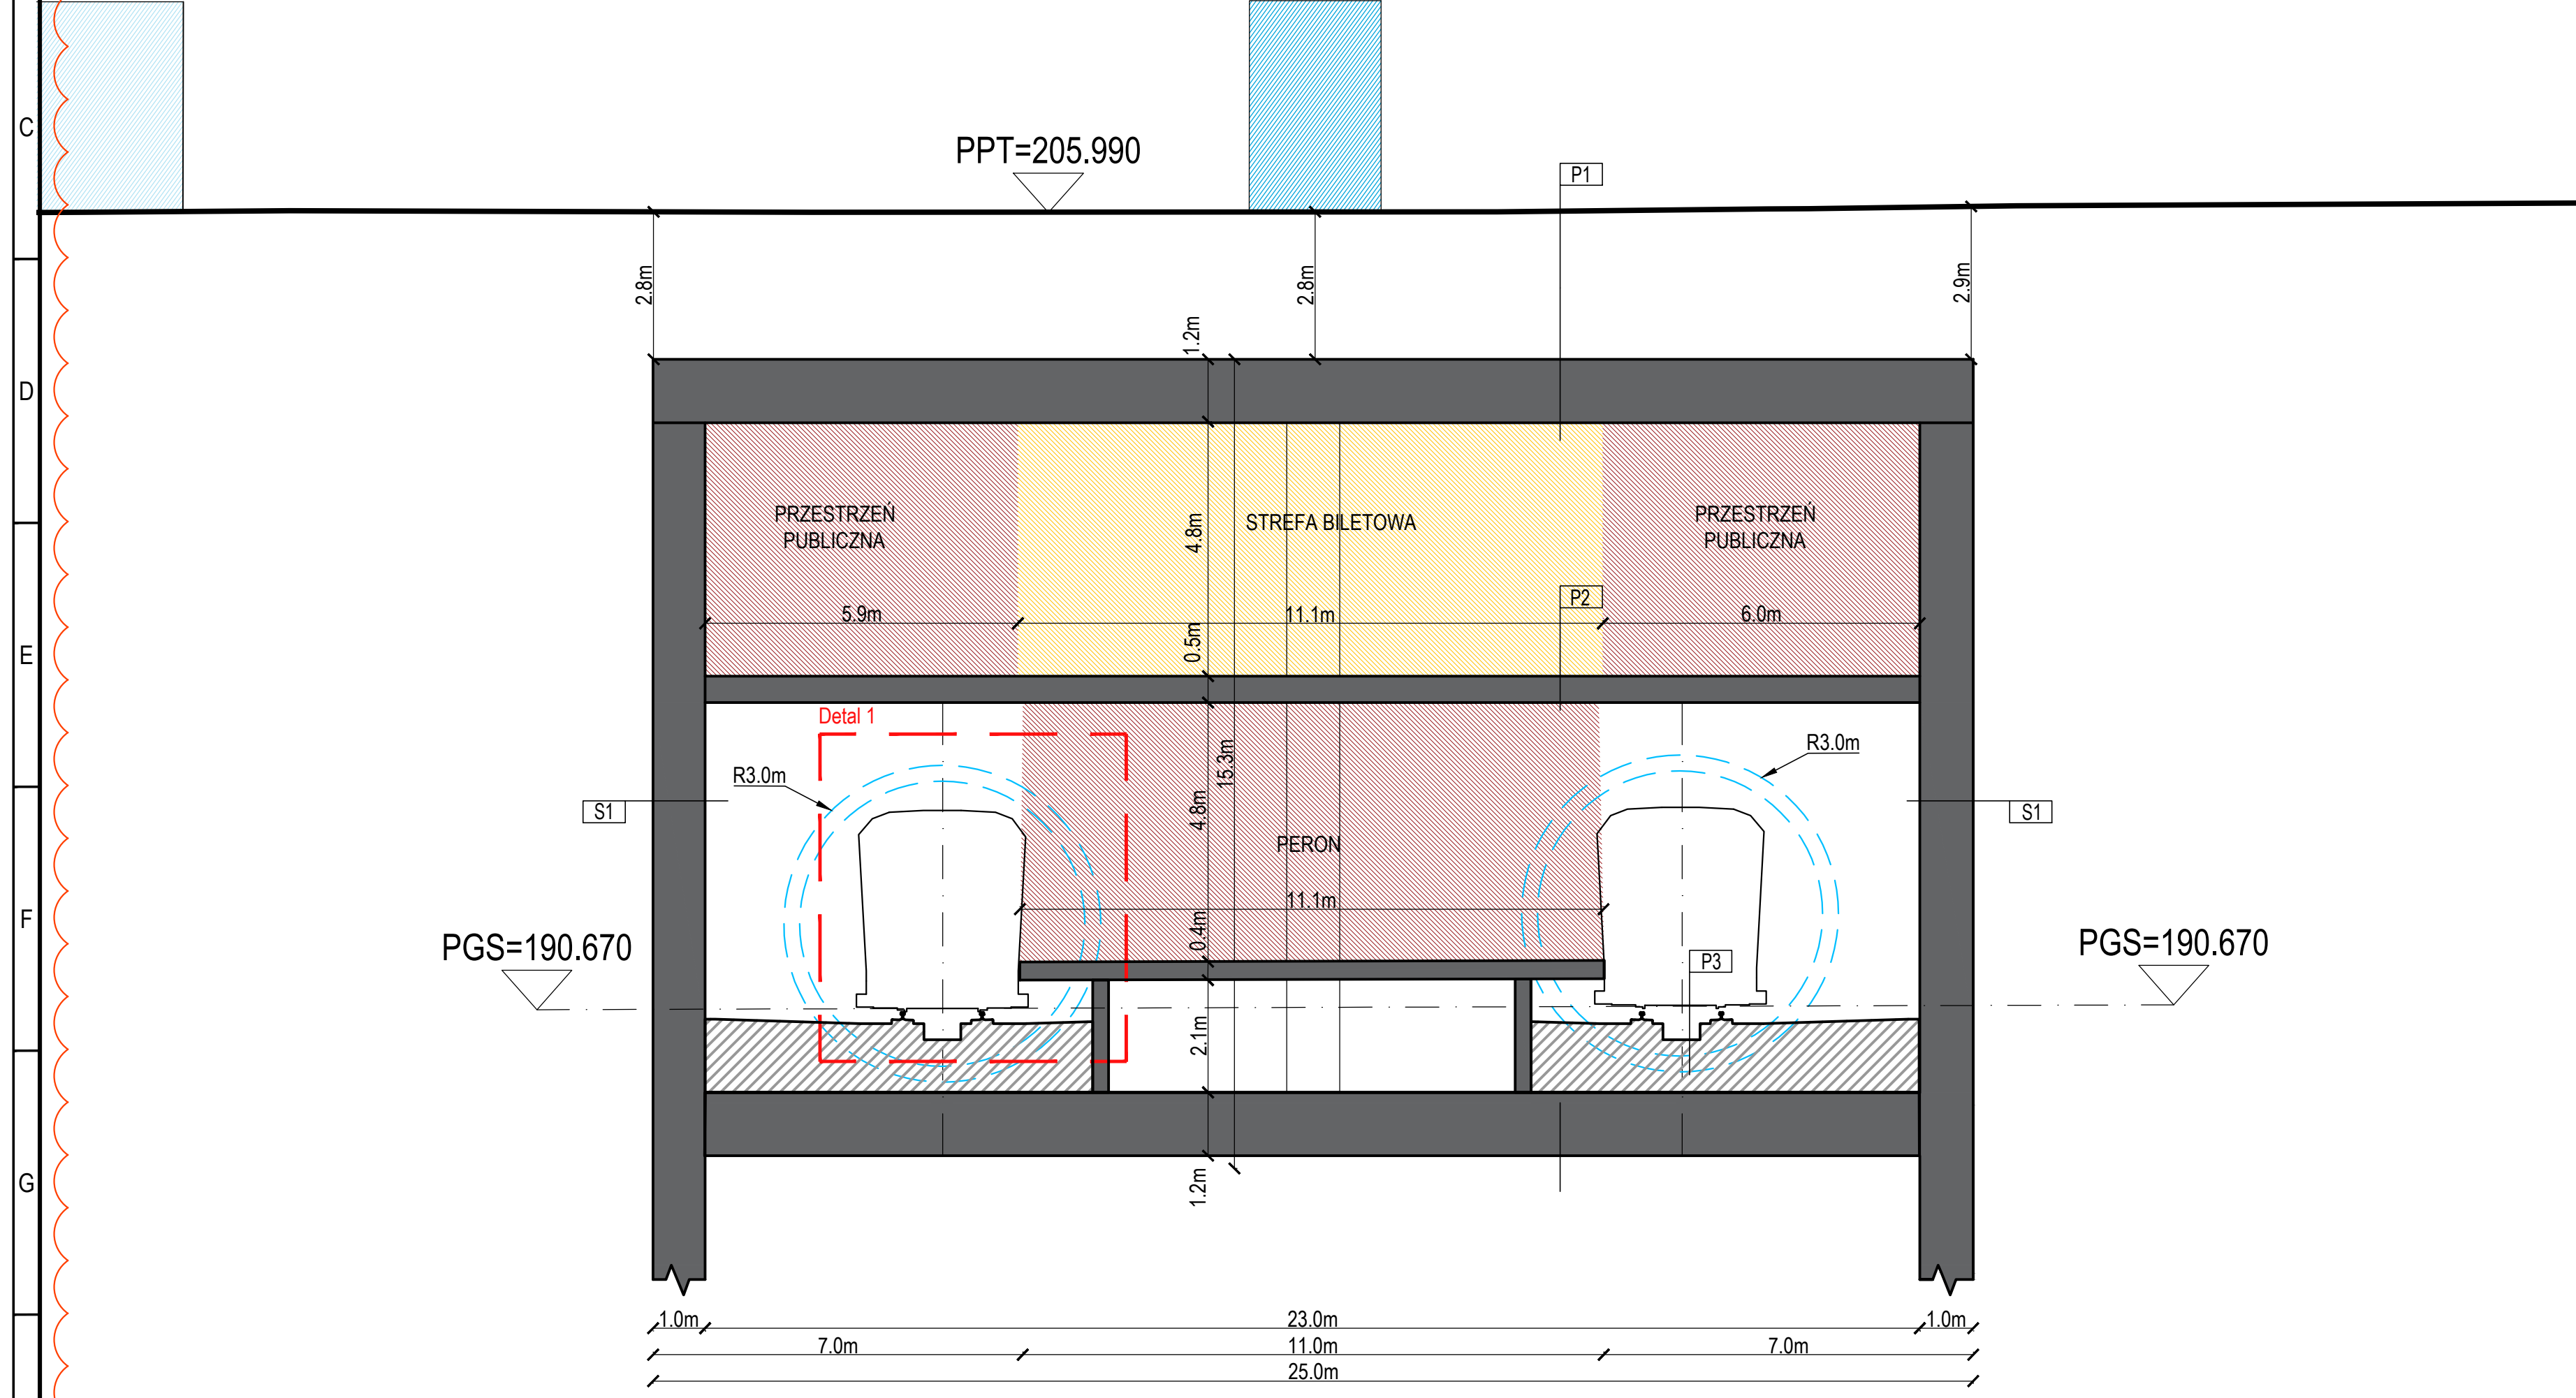 C
PPT=205.990
P1
2.8m
2.8m
2.9m
1.2m
D
PRZESTRZEŃ
PUBLICZNA
4.8m
STREFA BILETOWA
PRZESTRZEŃ
PUBLICZNA
P2
5.9m
11.1m
6.0m
0.5m
E
Detal 1
R3.0m
R3.0m
15.3m
S1
4.8m
S1
PERON
11.1m
F
0.4m
PGS=190.670
PGS=190.670
P3
2.1m
G
1.2m
1.0m
23.0m
1.0m
7.0m
11.0m
7.0m
25.0m